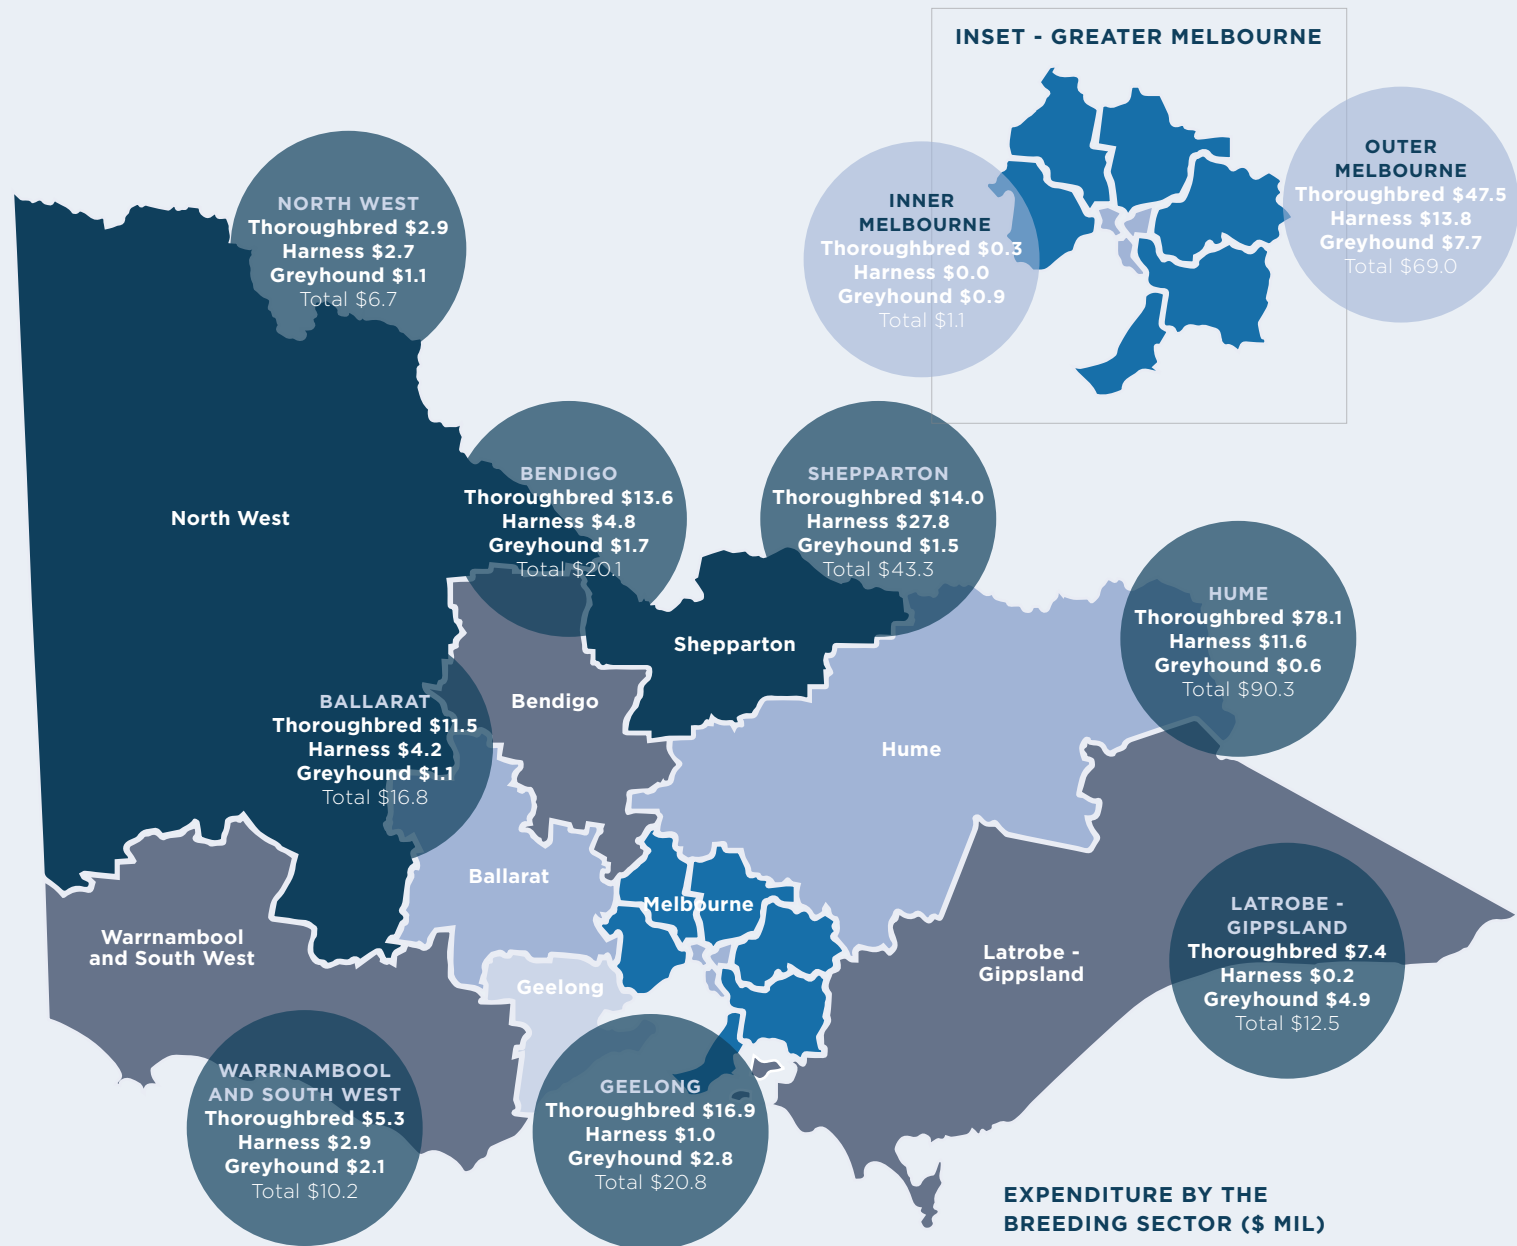 INSET - GREATER MELBOURNE
OUTER
MELBOURNE
Thoroughbred $47.5
Harness $13.8
Greyhound $7.7
Total $69.0
INNER
MELBOURNE
Thoroughbred $0.3
Harness $0.0
Greyhound $0.9
Total $1.1
NORTH WEST
Thoroughbred $2.9
Harness $2.7
Greyhound $1.1
Total $6.7
BENDIGO
Thoroughbred $13.6
Harness $4.8
Greyhound $1.7
Total $20.1
SHEPPARTON
Thoroughbred $14.0
Harness $27.8
Greyhound $1.5
Total $43.3
North West
HUME
Thoroughbred $78.1
Harness $11.6
Greyhound $0.6
Total $90.3
Shepparton
Bendigo
BALLARAT
Thoroughbred $11.5
Harness $4.2
Greyhound $1.1
Total $16.8
Hume
Ballarat
Melbourne
Warrnambool
and South West
Geelong
Latrobe -
Gippsland
LATROBE -
GIPPSLAND
Thoroughbred $7.4
Harness $0.2
Greyhound $4.9
Total $12.5
WARRNAMBOOL
AND SOUTH WEST
Thoroughbred $5.3
Harness $2.9
Greyhound $2.1
Total $10.2
GEELONG
Thoroughbred $16.9
Harness $1.0
Greyhound $2.8
Total $20.8
EXPENDITURE BY THE
BREEDING SECTOR ($ MIL)